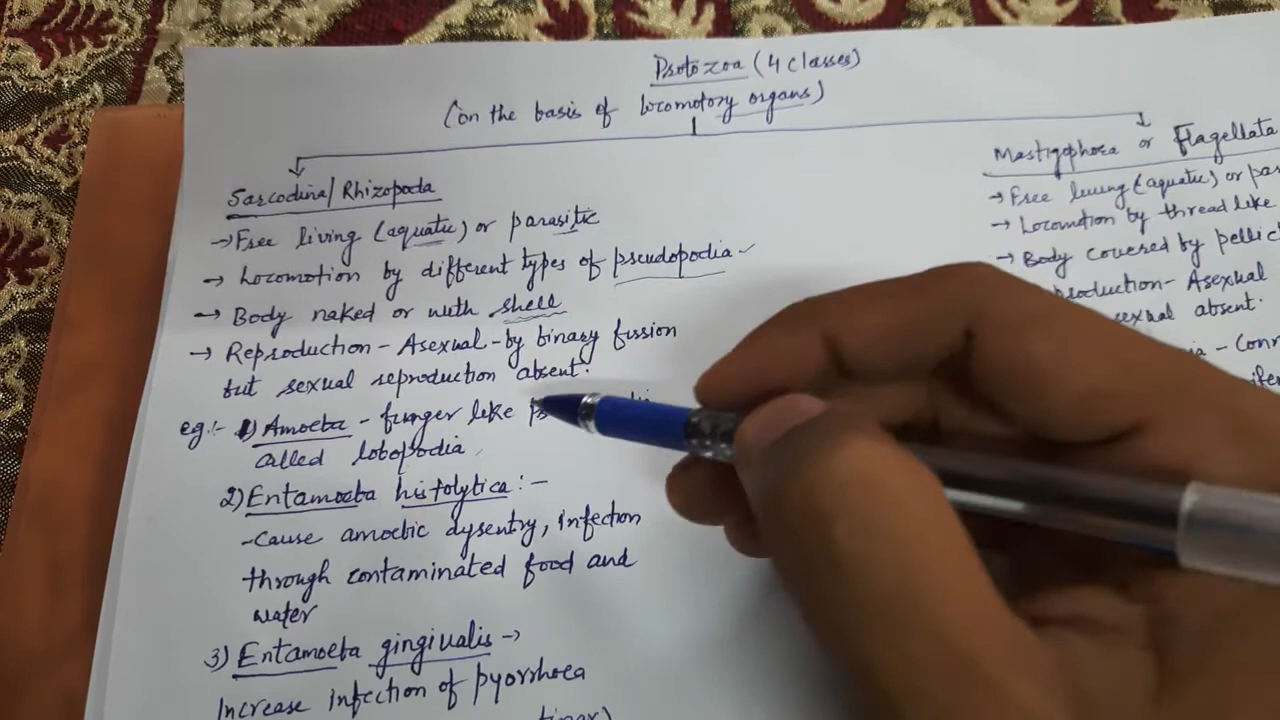 Protozoa (4 classes)
(on the basis of locomotory organs)
Sarcodina/Rhizopoda
→ Free living (aquatic) or parasitic
→ Locomotion by different types of pseudopodia
→ Body naked or with shell
→ Reproduction - Asexual - by binary fission
but sexual reproduction absent.
eg:- 1) Amoeba - finger like
called lobopodia
2) Entamoeba histolytica :-
- cause amoebic dysentry, infection
through contaminated food and
water
3) Entamoeba gingivalis →
Increase infection of pyorrhoea
Mastigophora or Flagellata
→ Free living (aquatic) or
→ Locomotion by thread like
→ Body covered by
- Asexual
absent.